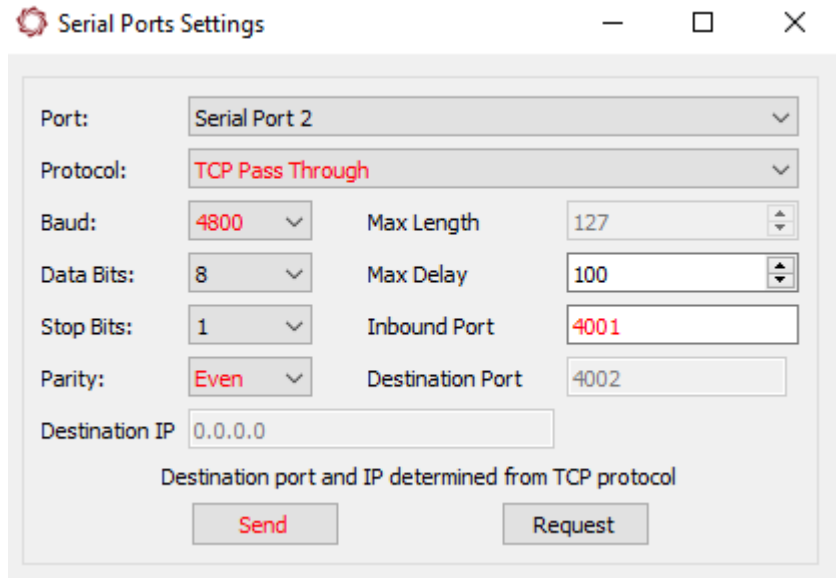 Serial Ports Settings
Port: Serial Port 2
Protocol: TCP Pass Through
Baud: 4800 Max Length 127
Data Bits: 8 Max Delay 100
Stop Bits: 1 Inbound Port 4001
Parity: Even Destination Port 4002
Destination IP 0.0.0.0
Destination port and IP determined from TCP protocol
Send Request